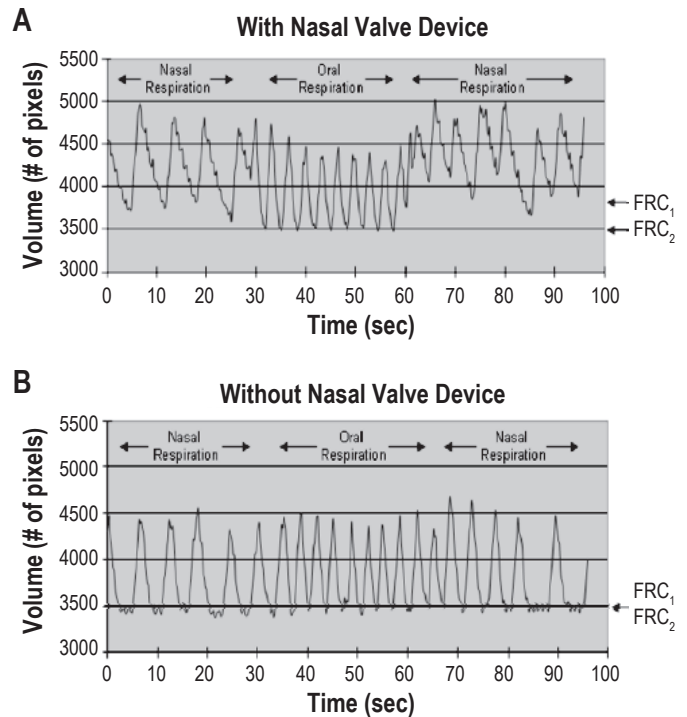 A
With Nasal Valve Device
Volume (# of pixels)
5500
5000
4500
4000
3500
3000
Nasal
Respiration
Oral
Respiration
Nasal
Respiration
FRC1
FRC2
0 10 20 30 40 50 60 70 80 90 100
Time (sec)
B
Without Nasal Valve Device
Volume (# of pixels)
5500
5000
4500
4000
3500
3000
Nasal
Respiration
Oral
Respiration
Nasal
Respiration
FRC1
FRC2
0 10 20 30 40 50 60 70 80 90 100
Time (sec)